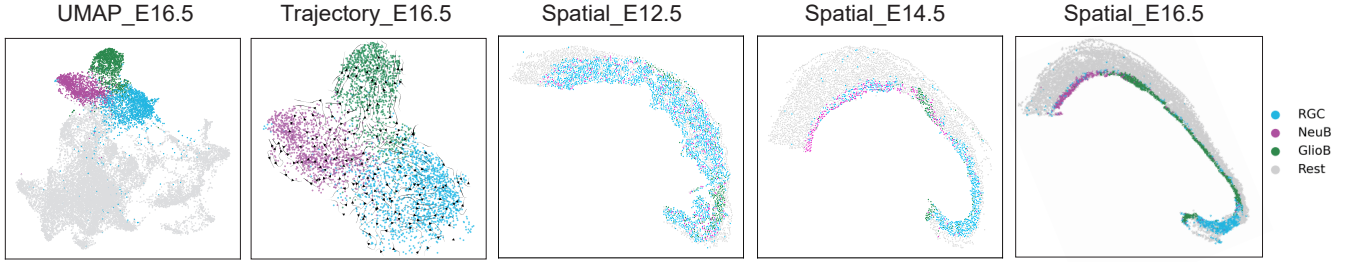 UMAP_E16.5
Trajectory_E16.5
Spatial_E12.5
Spatial_E14.5
Spatial_E16.5
RGC
NeuB
GlioB
Rest